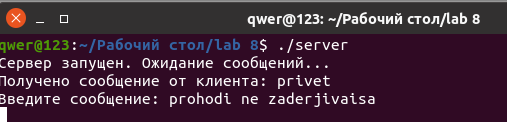 qwer@123: ~/Рабочий стол/lab 8
qwer@123:~/Рабочий стол/lab 8$ ./server
Сервер запущен. Ожидание сообщений...
Получено сообщение от клиента: privet
Введите сообщение: prohodi ne zaderjivaisa